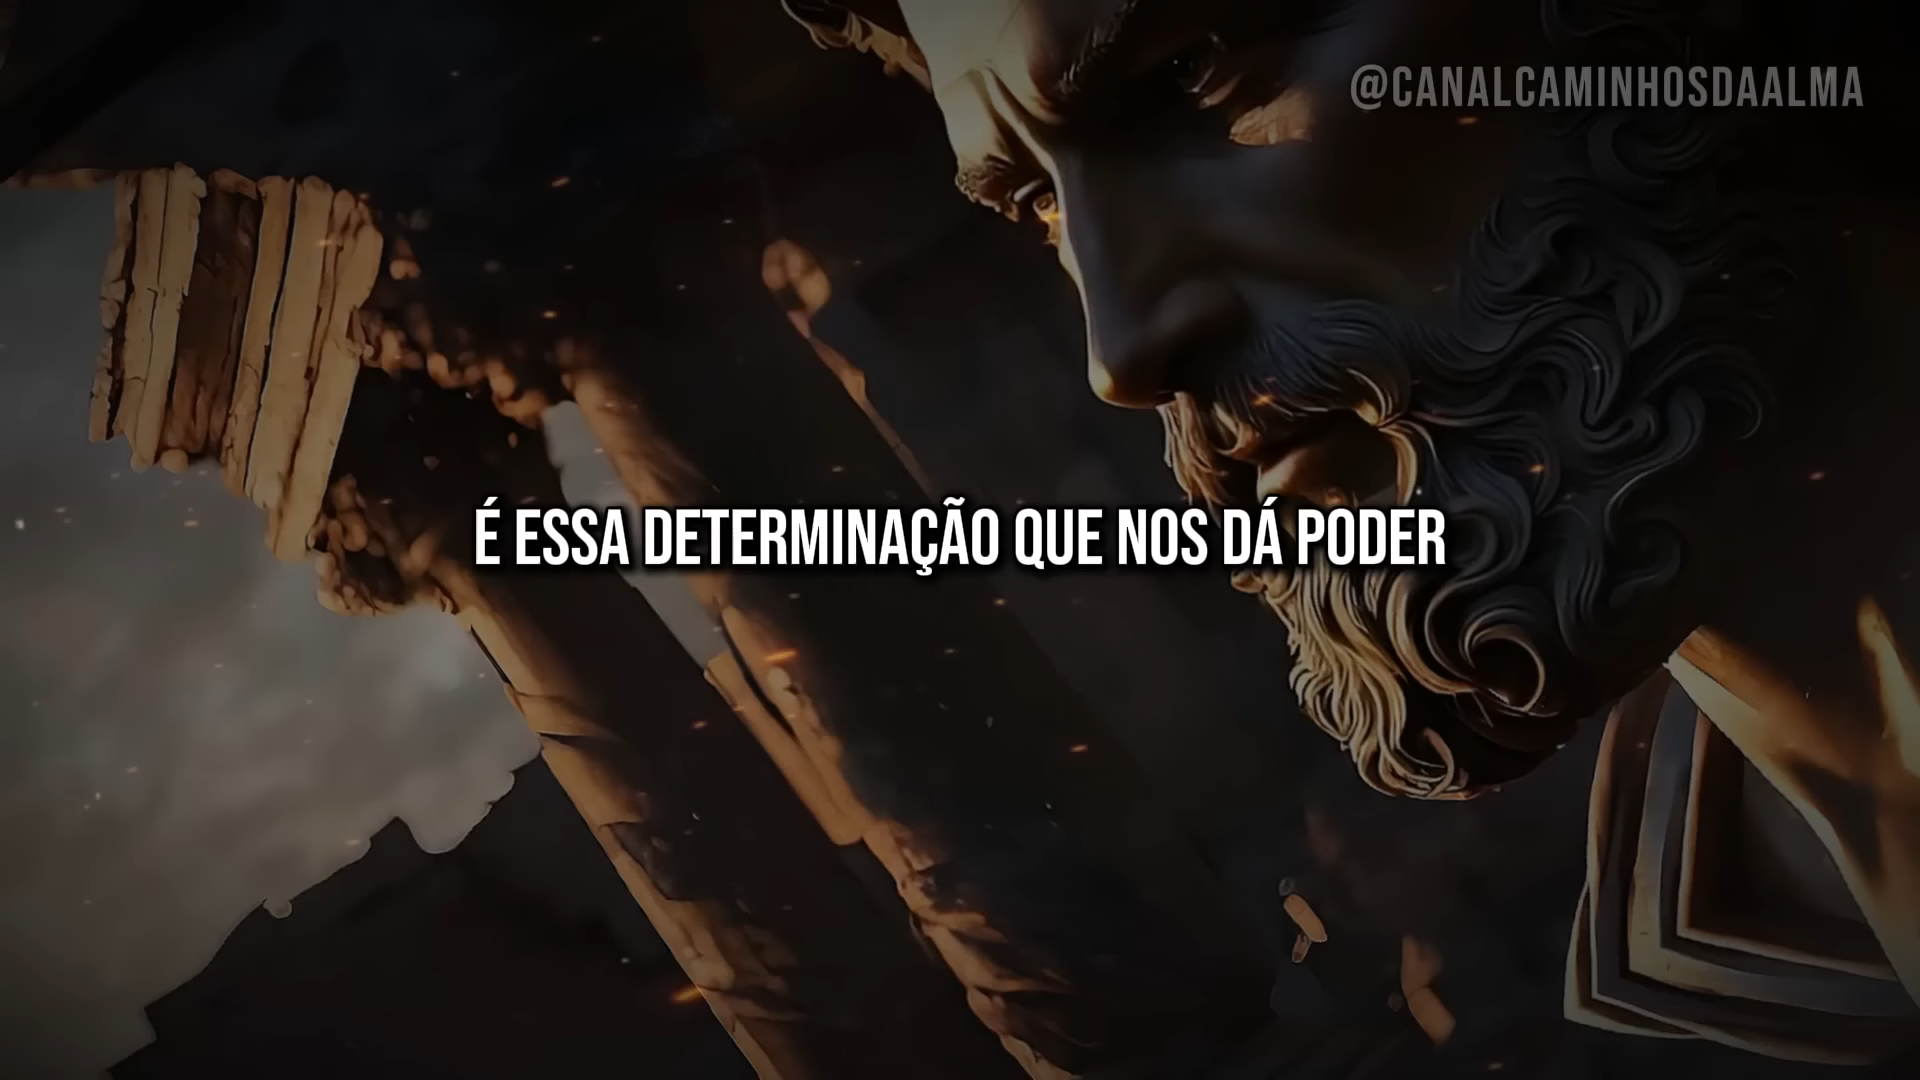 @CANALCAMINHOSDAALMA
É ESSA DETERMINAÇÃO QUE NOS DÁ PODER